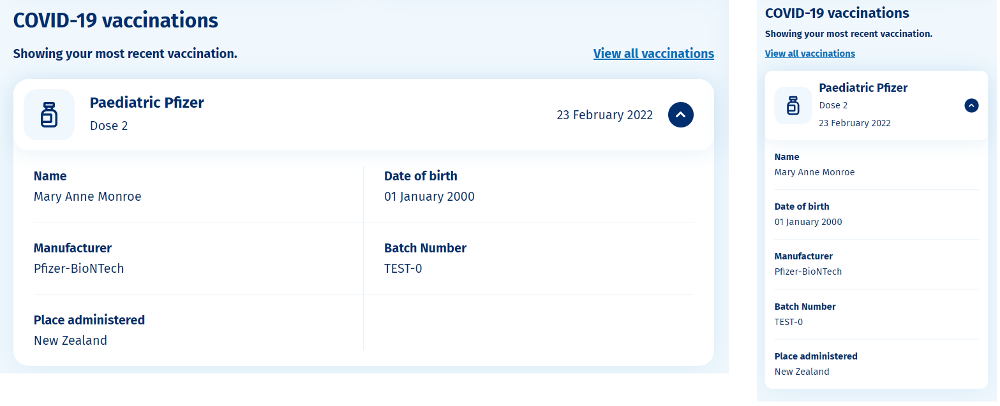 COVID-19 vaccinations
Showing your most recent vaccination.
View all vaccinations
Paediatric Pfizer
Dose 2
23 February 2022
Name
Mary Anne Monroe
Date of birth
01 January 2000
Manufacturer
Pfizer-BioNTech
Batch Number
TEST-0
Place administered
New Zealand
COVID-19 vaccinations
Showing your most recent vaccination.
View all vaccinations
Paediatric Pfizer
Dose 2
23 February 2022
Name
Mary Anne Monroe
Date of birth
01 January 2000
Manufacturer
Pfizer-BioNTech
Batch Number
TEST-0
Place administered
New Zealand